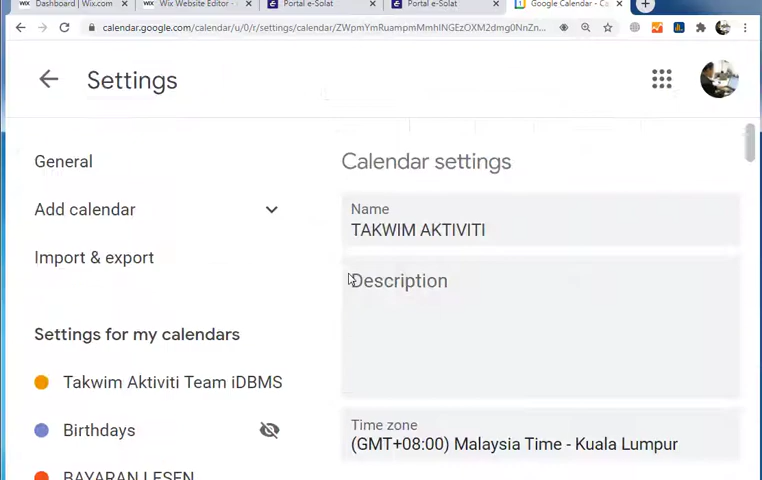 Dashboard | Wix.com
Wix Website Editor -
Portal e-Solat
Portal e-Solat
Google Calendar - C
calendar.google.com/calendar/u/0/r/settings/calendar/
Settings
General
Add calendar
Import & export
Settings for my calendars
Takwim Aktiviti Team iDBMS
Birthdays
BAYARAN LESEN
Calendar settings
Name
TAKWIM AKTIVITI
Description
Time zone
(GMT+08:00) Malaysia Time - Kuala Lumpur